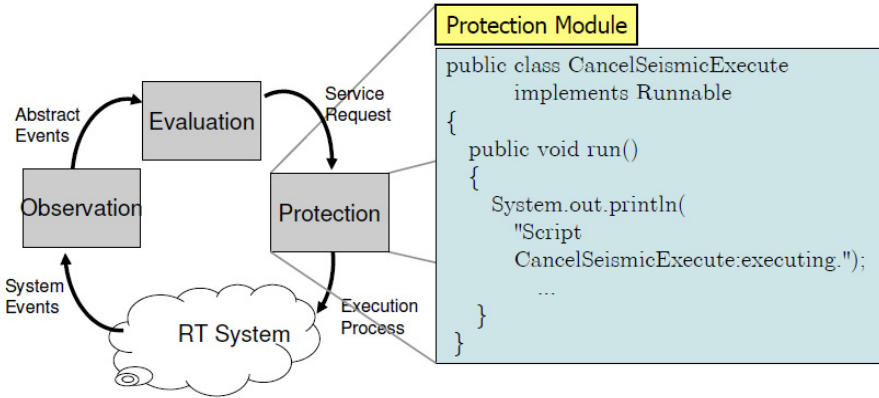 Protection Module
public class CancelSeismicExecute
implements Runnable
{
public void run()
{
System.out.println(
"Script
CancelSeismicExecute:executing.");
...
}
}
Abstract
Events
Evaluation
Service
Request
Observation
Protection
System
Events
RT System
Execution
Process